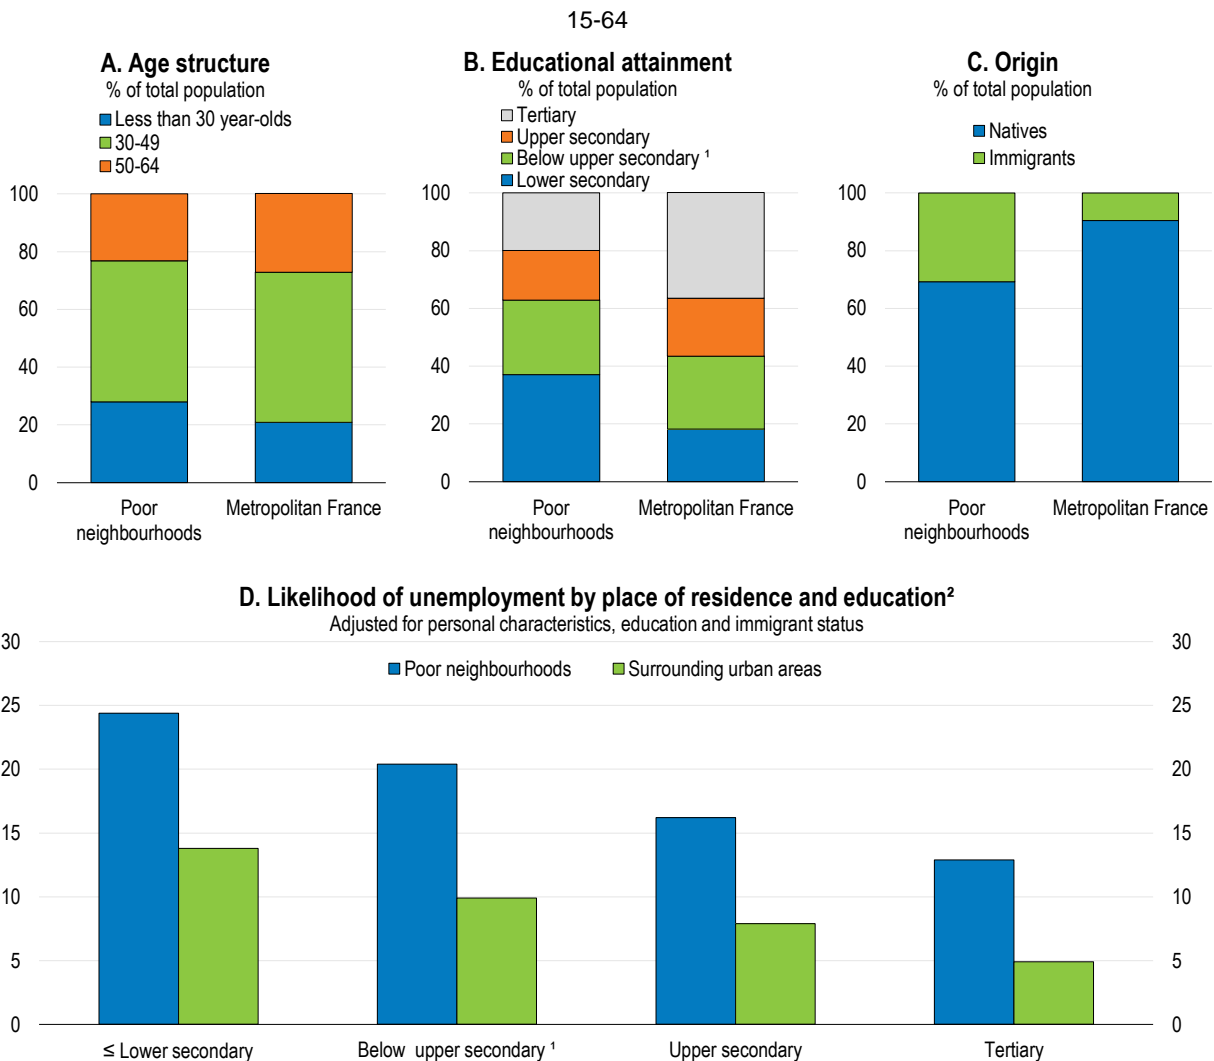 15-64
A. Age structure
% of total population
Less than 30 year-olds
30-49
50-64
100
80
60
40
20
0
Poor
neighbourhoods
Metropolitan France
B. Educational attainment
% of total population
Tertiary
Upper secondary
Below upper secondary ¹
Lower secondary
100
80
60
40
20
0
Poor
neighbourhoods
Metropolitan France
C. Origin
% of total population
Natives
Immigrants
100
80
60
40
20
0
Poor
neighbourhoods
Metropolitan France
D. Likelihood of unemployment by place of residence and education²
Adjusted for personal characteristics, education and immigrant status
Poor neighbourhoods
Surrounding urban areas
30
25
20
15
10
5
0
30
25
20
15
10
5
0
≤ Lower secondary
Below upper secondary ¹
Upper secondary
Tertiary